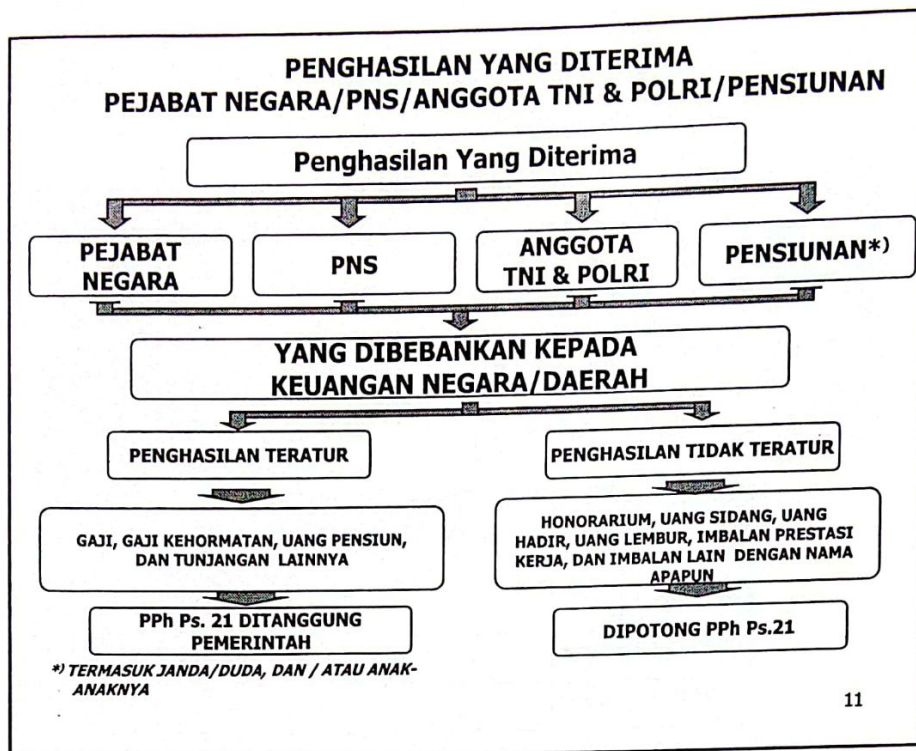 PENGHASILAN YANG DITERIMA
PEJABAT NEGARA/PNS/ANGGOTA TNI & POLRI/PENSIUNAN
Penghasilan Yang Diterima
PEJABAT
NEGARA
PNS
ANGGOTA
TNI & POLRI
PENSIUNAN*)
YANG DIBEBANKAN KEPADA
KEUANGAN NEGARA/DAERAH
PENGHASILAN TERATUR
PENGHASILAN TIDAK TERATUR
GAJI, GAJI KEHORMATAN, UANG PENSIUN,
DAN TUNJANGAN LAINNYA
HONORARIUM, UANG SIDANG, UANG
HADIR, UANG LEMBUR, IMBALAN PRESTASI
KERJA, DAN IMBALAN LAIN DENGAN NAMA
APAPUN
PPh Ps. 21 DITANGGUNG
PEMERINTAH
DIPOTONG PPh Ps.21
*) TERMASUK JANDA/DUDA, DAN / ATAU ANAK-
ANAKNYA
11